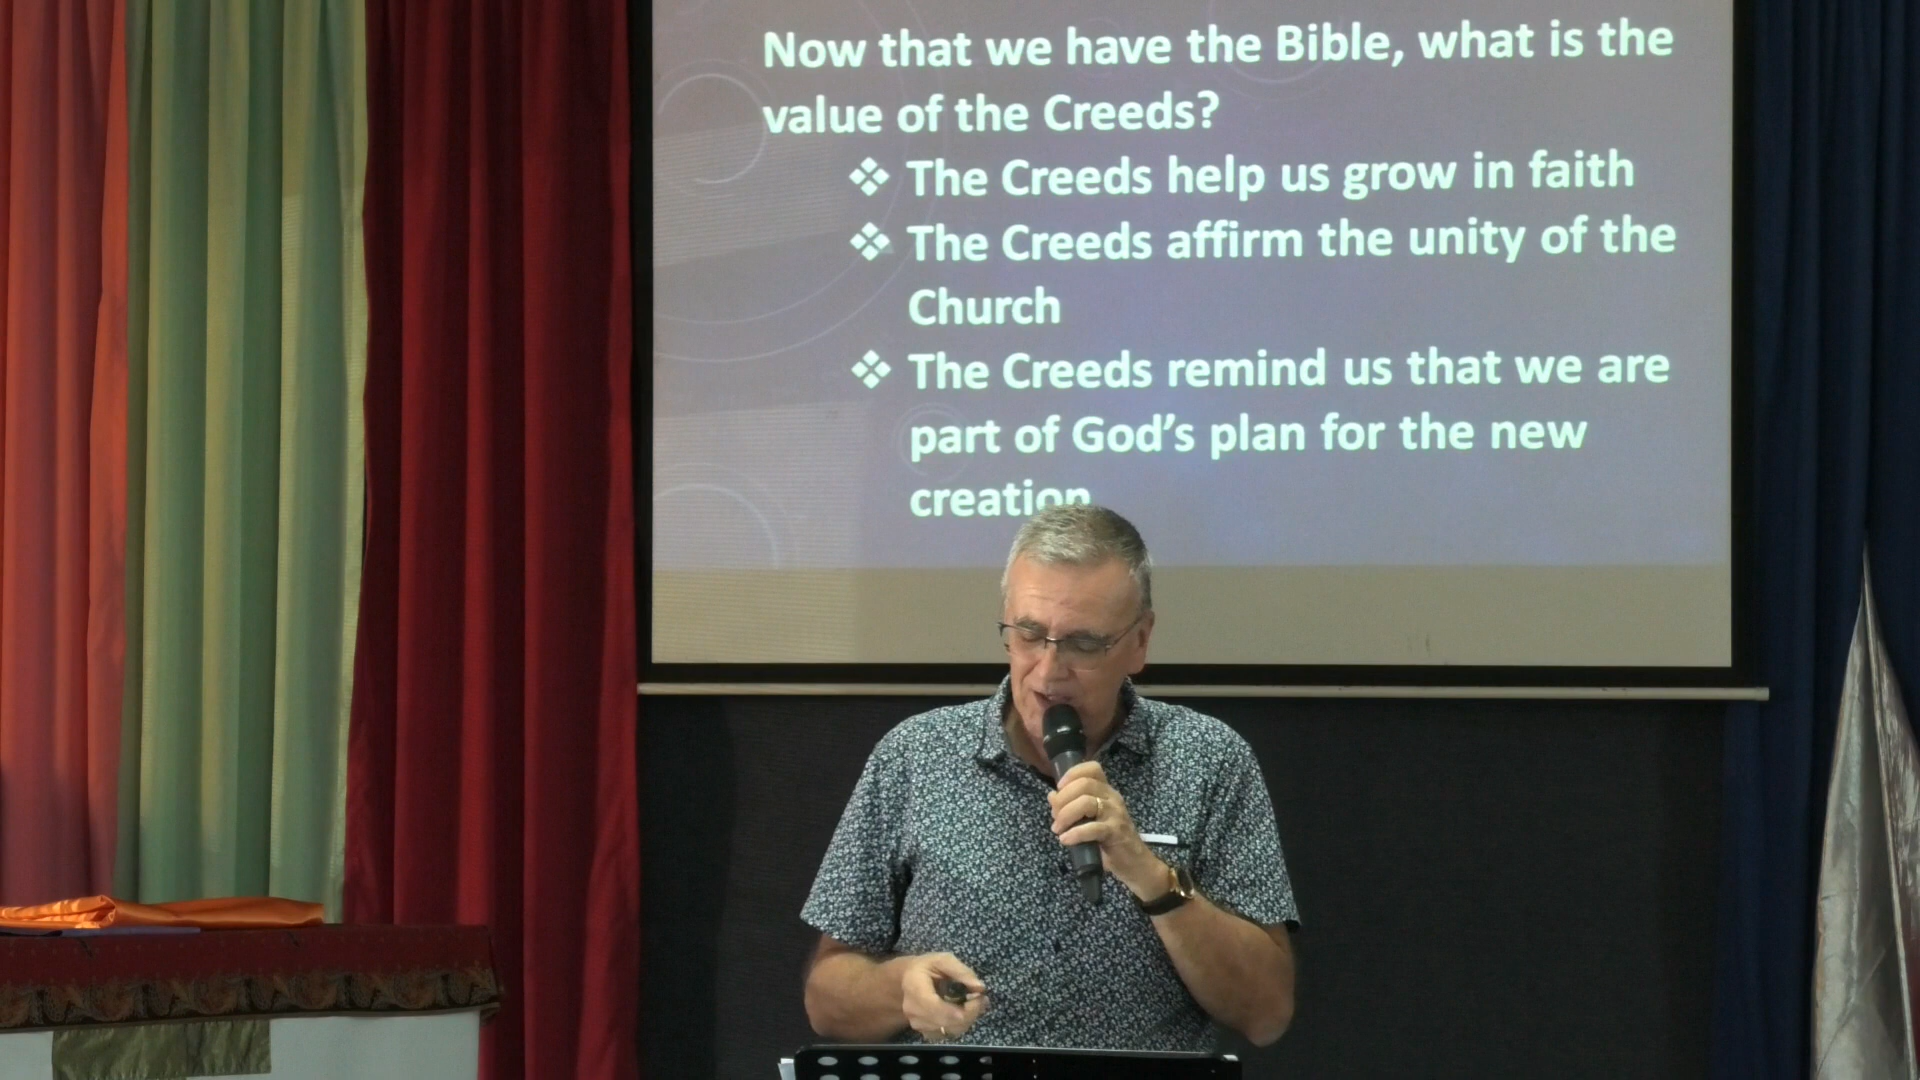 Now that we have the Bible, what is the
value of the Creeds?
❖ The Creeds help us grow in faith
❖ The Creeds affirm the unity of the
Church
❖ The Creeds remind us that we are
part of God’s plan for the new
creation